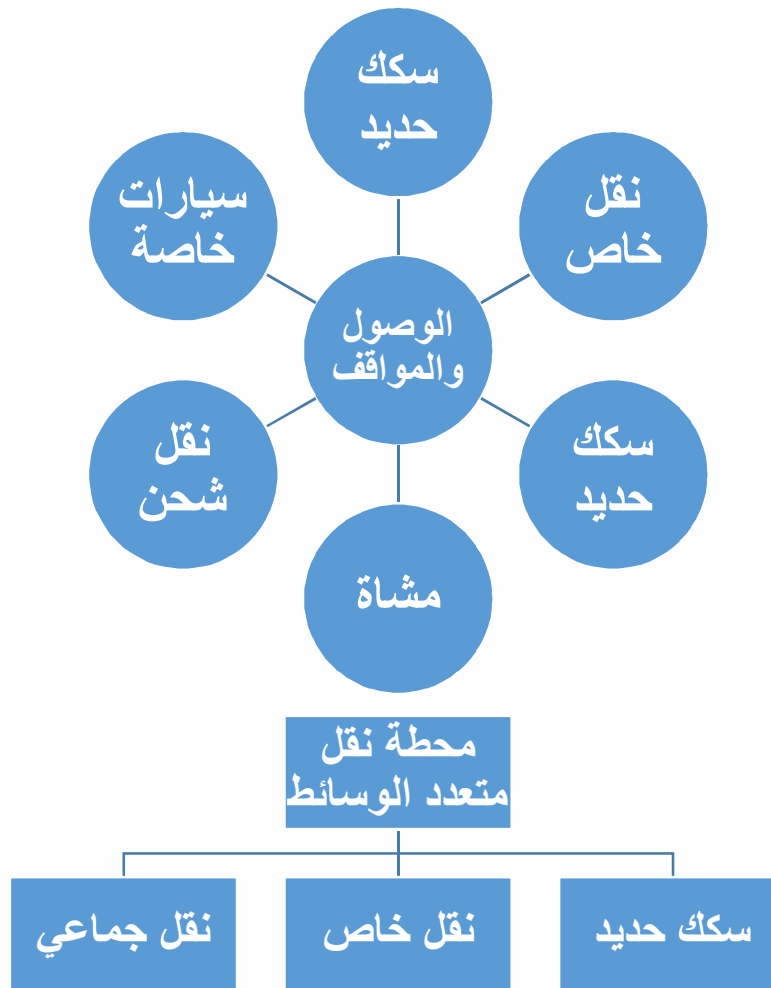 سكك
حديد
نقل
خاص
سيارات
خاصة
الوصول
والمواقف
سكك
حديد
نقل
شحن
مشاة
محطة نقل
متعدد الوسائط
سكك حديد
نقل خاص
نقل جماعي